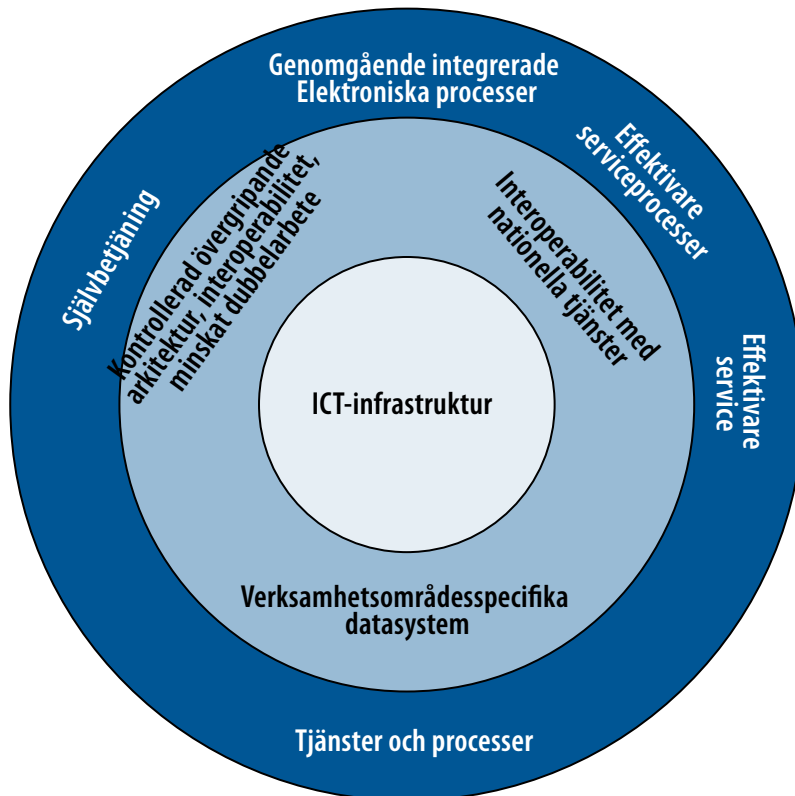 Genomgående integrerade
Elektroniska processer
Effektivare
serviceprocesser
Självbetjäning
Kontrollerad övergripande
arkitektur, interoperabilitet,
minskat dubbelarbete
Interoperabilitet med
nationella tjänster
Effektivare
service
ICT-infrastruktur
Verksamhetsområdesspecifika
datasystem
Tjänster och processer